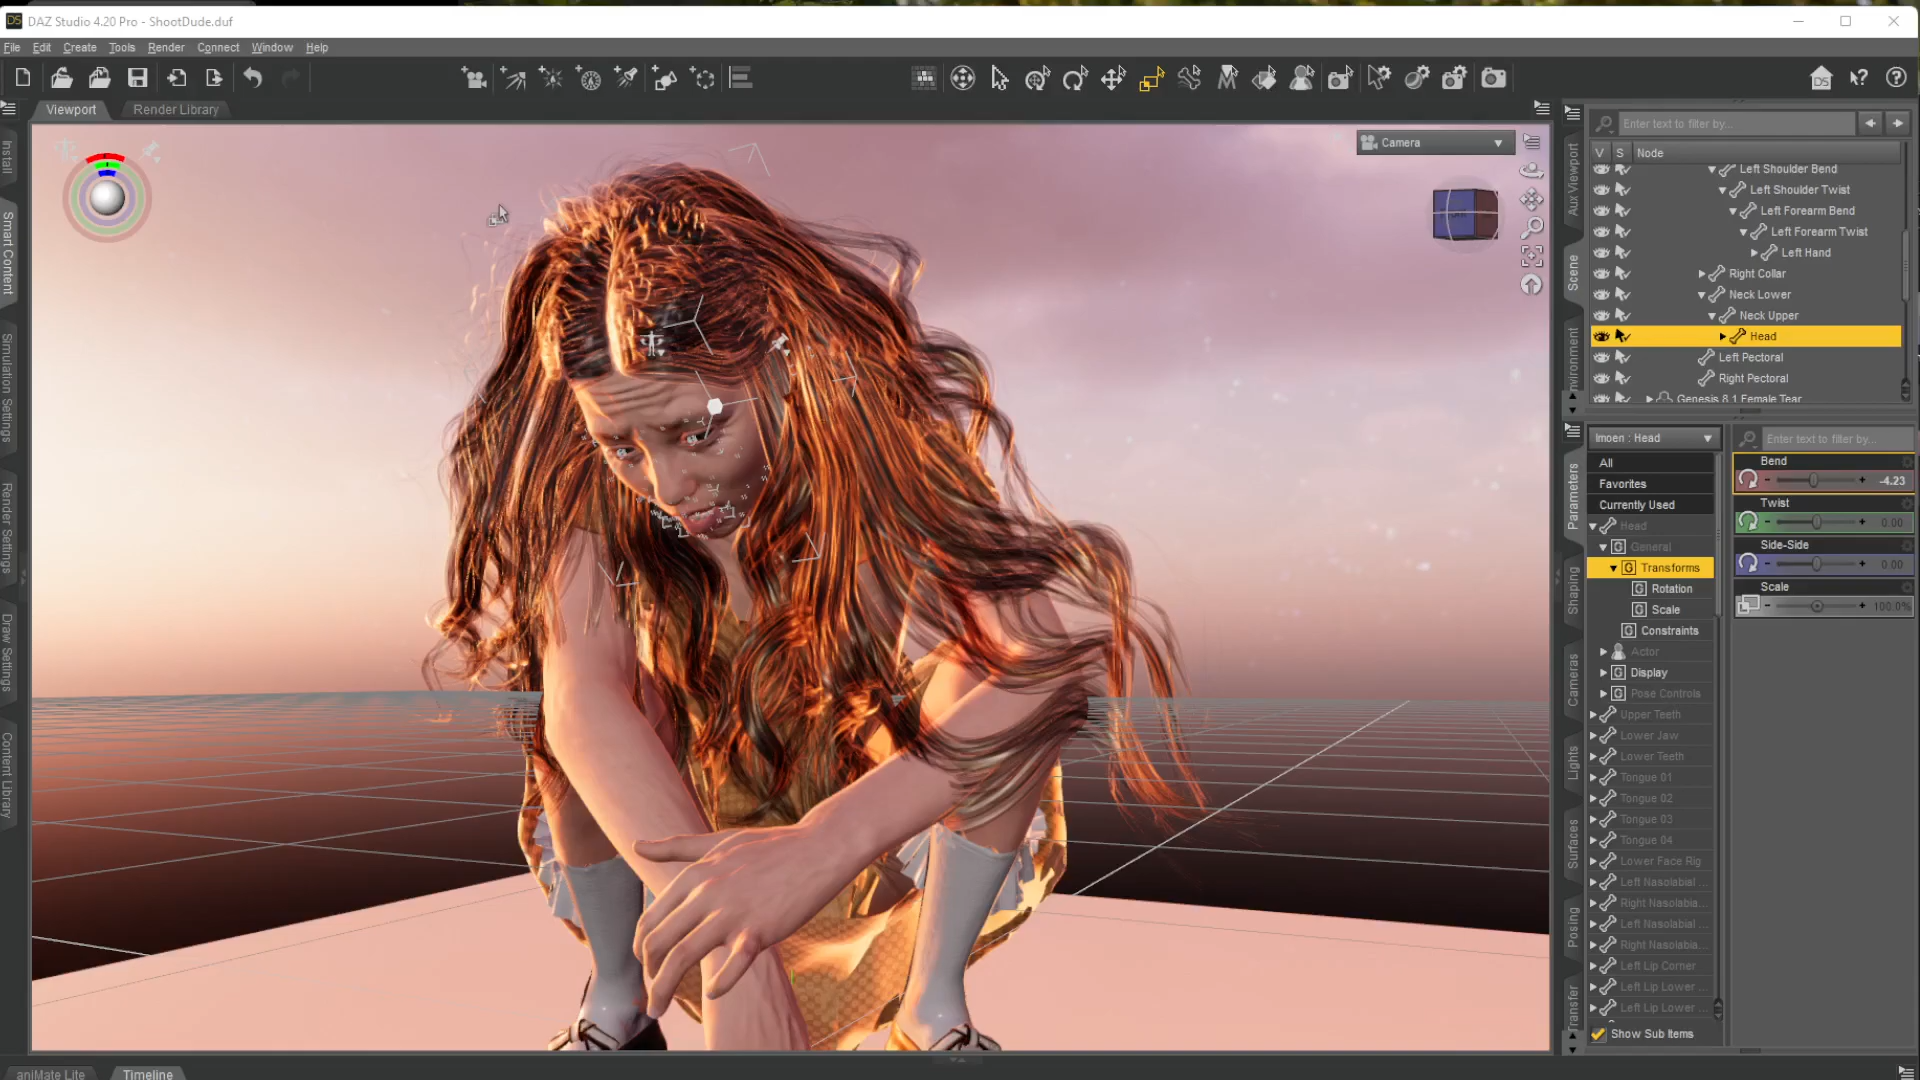 DAZ Studio 4.20 Pro - ShootDude.duf
File Edit Create Tools Render Connect Window Help
Viewport Render Library
Camera
Install
Smart Content
Simulation Settings
Render Settings
Draw Settings
Content Library
Aux Viewport
Scene
Environment
Enter text to filter by...
V S Node
Left Shoulder Bend
Left Shoulder Twist
Left Forearm Bend
Left Forearm Twist
Left Hand
Right Collar
Neck Lower
Neck Upper
Head
Left Pectoral
Right Pectoral
Genesis 8.1 Female Tear
Parameters
Shaping
Cameras
Lights
Surfaces
Posing
Transfer
Imoen : Head
Enter text to filter by...
All
Favorites
Currently Used
Head
General
Transforms
Rotation
Scale
Constraints
Actor
Display
Pose Controls
Upper Teeth
Lower Jaw
Lower Teeth
Tongue 01
Tongue 02
Tongue 03
Tongue 04
Lower Face Rig
Left Nasolabial ...
Right Nasolabia...
Left Nasolabial ...
Right Nasolabia...
Left Lip Corner
Left Lip Lower ...
Left Lip Lower ...
Show Sub Items
Bend
- + -4.23
Twist
- + 0.00
Side-Side
- + 0.00
Scale
- + 100.0%
aniMate Lite Timeline